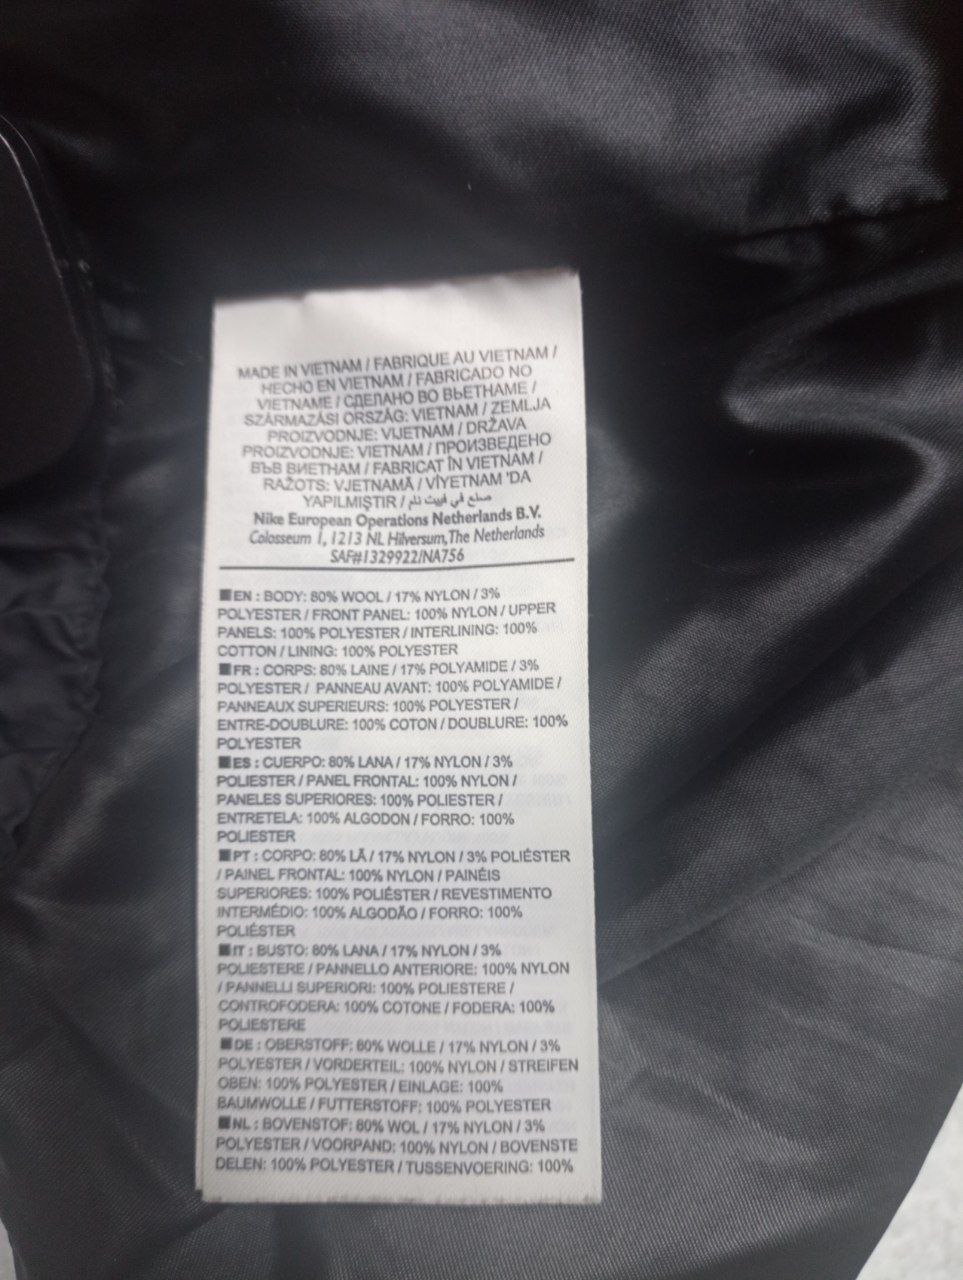 MADE IN VIETNAM / FABRIQUE AU VIETNAM /
HECHO EN VIETNAM / FABRICADO NO
VIETNAME / СДЕЛАНО ВО ВЬЕТНАМЕ /
SZÁRMAZÁSI ORSZÁG: VIETNAM / ZEMLJA
PROIZVODNJE: VIJETNAM / DRŽAVA
PROIZVODNJE: VIETNAM / ПРОИЗВЕДЕНО
ВЪВ ВИЕТНАМ / FABRICAT ÎN VIETNAM /
RAŽOTS: VJETNAMĀ / VİYETNAM 'DA
YAPILMIŞTIR / صنع في فييت نام
Nike European Operations Netherlands B.V.
Colosseum 1, 1213 NL Hilversum, The Netherlands
SAF#1329922/NA756
■EN : BODY: 80% WOOL / 17% NYLON / 3%
POLYESTER / FRONT PANEL: 100% NYLON / UPPER
PANELS: 100% POLYESTER / INTERLINING: 100%
COTTON / LINING: 100% POLYESTER
■FR : CORPS: 80% LAINE / 17% POLYAMIDE / 3%
POLYESTER / PANNEAU AVANT: 100% POLYAMIDE /
PANNEAUX SUPERIEURS: 100% POLYESTER /
ENTRE-DOUBLURE: 100% COTON / DOUBLURE: 100%
POLYESTER
■ES : CUERPO: 80% LANA / 17% NYLON / 3%
POLIESTER / PANEL FRONTAL: 100% NYLON /
PANELES SUPERIORES: 100% POLIESTER /
ENTRETELA: 100% ALGODON / FORRO: 100%
POLIESTER
■PT : CORPO: 80% LÃ / 17% NYLON / 3% POLIÉSTER
/ PAINEL FRONTAL: 100% NYLON / PAINÉIS
SUPERIORES: 100% POLIÉSTER / REVESTIMENTO
INTERMÉDIO: 100% ALGODÃO / FORRO: 100%
POLIÉSTER
■IT : BUSTO: 80% LANA / 17% NYLON / 3%
POLIESTERE / PANNELLO ANTERIORE: 100% NYLON
/ PANNELLI SUPERIORI: 100% POLIESTERE /
CONTROFODERA: 100% COTONE / FODERA: 100%
POLIESTERE
■DE : OBERSTOFF: 80% WOLLE / 17% NYLON / 3%
POLYESTER / VORDERTEIL: 100% NYLON / STREIFEN
OBEN: 100% POLYESTER / EINLAGE: 100%
BAUMWOLLE / FUTTERSTOFF: 100% POLYESTER
■NL : BOVENSTOF: 80% WOL / 17% NYLON / 3%
POLYESTER / VOORPAND: 100% NYLON / BOVENSTE
DELEN: 100% POLYESTER / TUSSENVOERING: 100%